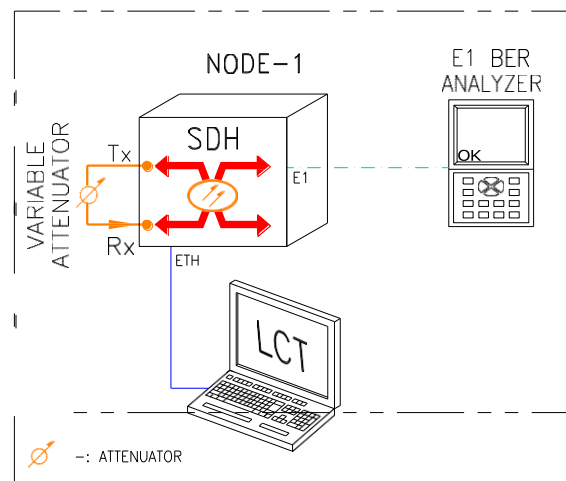 NODE-1
E1 BER
ANALYZER
SDH
OK
Tx
E1
VARIABLE
ATTENUATOR
Rx
ETH
LCT
-: ATTENUATOR